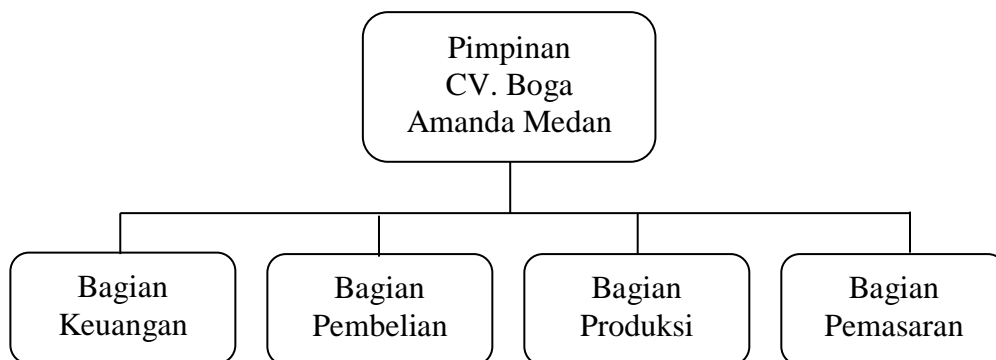 Pimpinan
CV. Boga
Amanda Medan
Bagian
Keuangan
Bagian
Pembelian
Bagian
Produksi
Bagian
Pemasaran